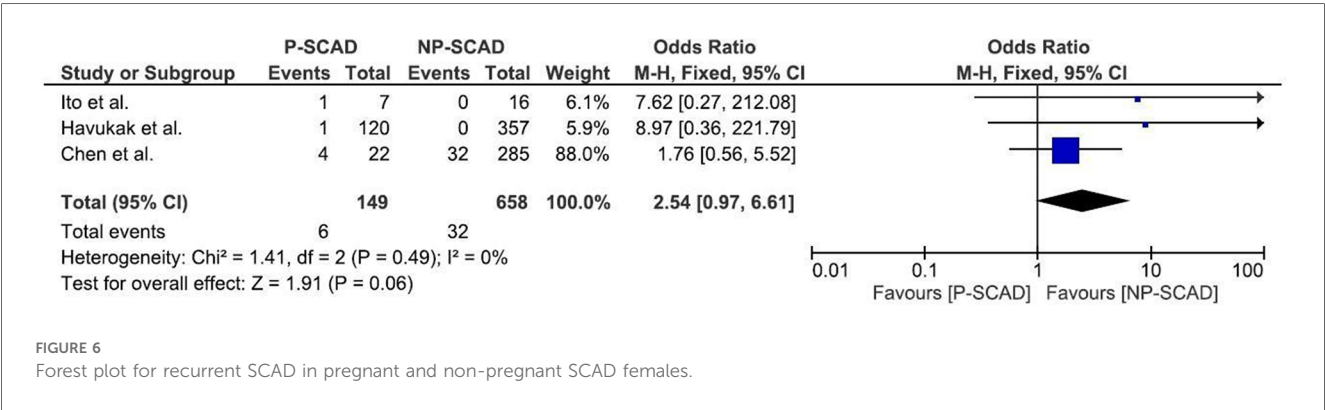 P-SCAD NP-SCAD Odds Ratio Odds Ratio
Study or Subgroup Events Total Events Total Weight M-H, Fixed, 95% CI M-H, Fixed, 95% CI
Ito et al. 1 7 0 16 6.1% 7.62 [0.27, 212.08]
Havukak et al. 1 120 0 357 5.9% 8.97 [0.36, 221.79]
Chen et al. 4 22 32 285 88.0% 1.76 [0.56, 5.52]
Total (95% CI) 149 658 100.0% 2.54 [0.97, 6.61]
Total events 6 32
Heterogeneity: Chi² = 1.41, df = 2 (P = 0.49); I² = 0%
Test for overall effect: Z = 1.91 (P = 0.06)
0.01 0.1 1 10 100
Favours [P-SCAD] Favours [NP-SCAD]
FIGURE 6
Forest plot for recurrent SCAD in pregnant and non-pregnant SCAD females.